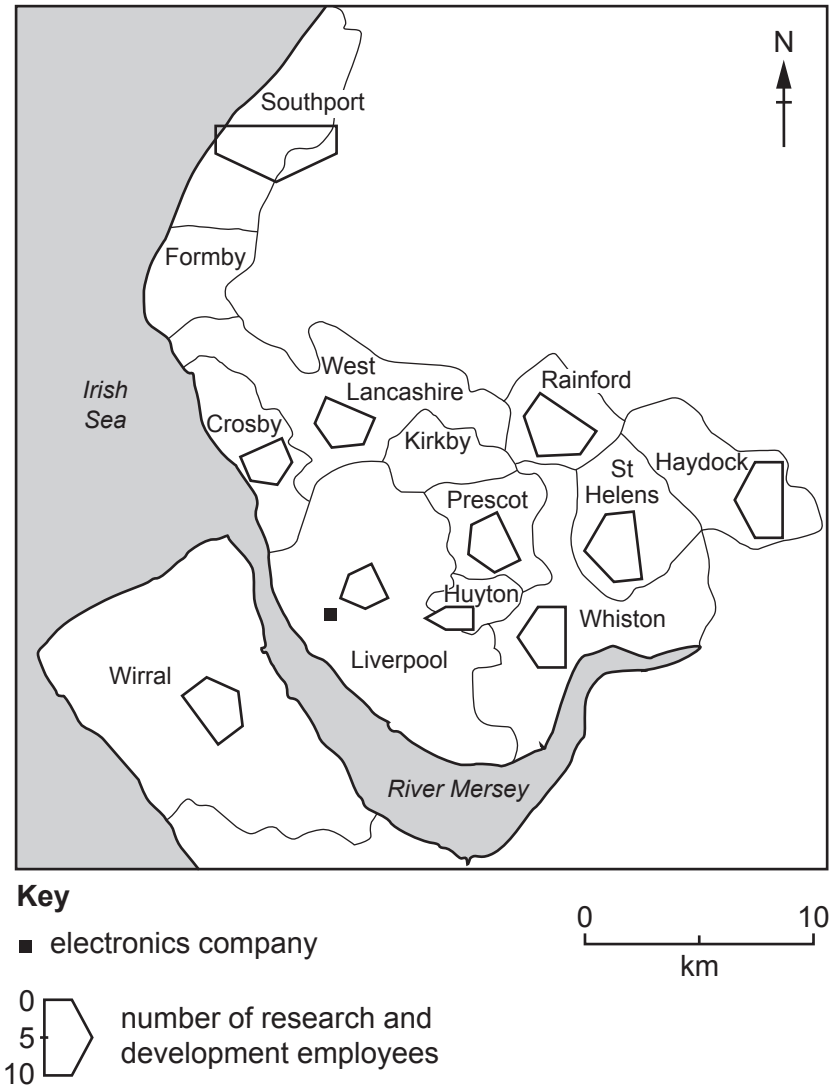 N
Southport
Formby
Irish
Sea
West
Lancashire
Rainford
Crosby
Kirkby
St
Helens
Haydock
Prescot
Huyton
Whiston
Liverpool
Wirral
River Mersey
Key
electronics company
0 10
km
0
5
10
number of research and
development employees